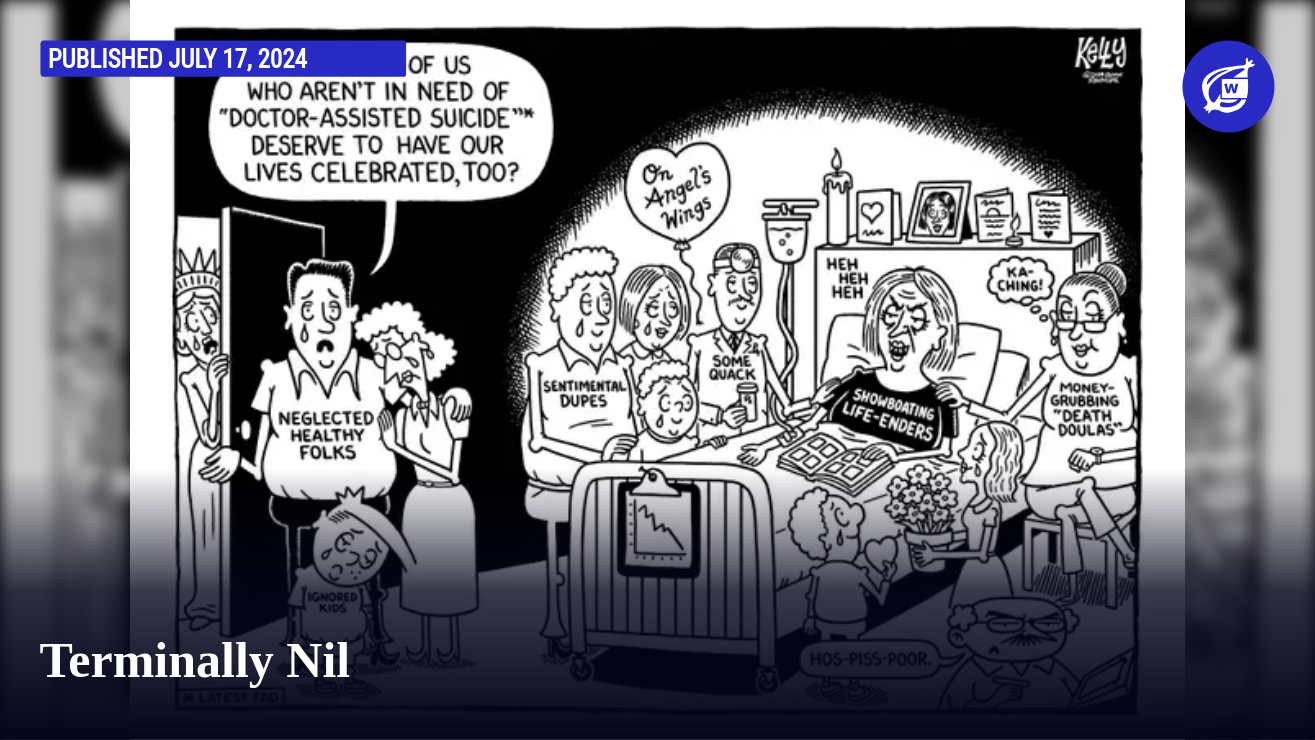 PUBLISHED JULY 17, 2024
OF US
WHO AREN'T IN NEED OF
"DOCTOR-ASSISTED SUICIDE"*
DESERVE TO HAVE OUR
LIVES CELEBRATED, TOO?
Kelly
W
On
Angel's
Wings
HEH
HEH
HEH
KA-
CHING!
SENTIMENTAL
DUPES
SOME
QUACK
SHOWBOATING
LIFE-ENDERS
MONEY-
GRUBBING
"DEATH
DOULAS"
NEGLECTED
HEALTHY
FOLKS
IGNORED
KIDS
HOS-PISS-POOR.
Terminally Nil
* LATEST FAD